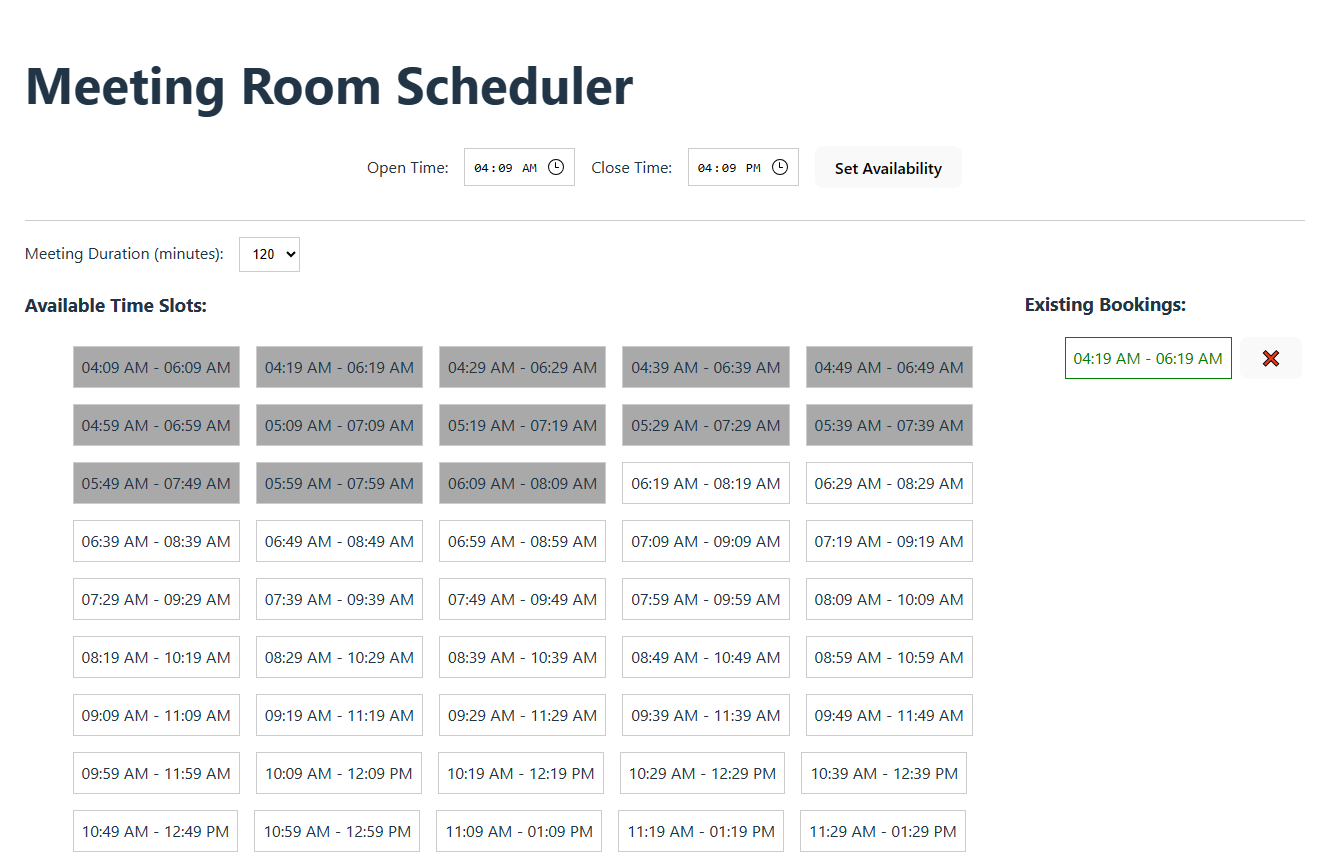 Meeting Room Scheduler
Open Time: 04:09 AM Close Time: 04:09 PM Set Availability
Meeting Duration (minutes): 120
Available Time Slots:
04:09 AM - 06:09 AM 04:19 AM - 06:19 AM 04:29 AM - 06:29 AM 04:39 AM - 06:39 AM 04:49 AM - 06:49 AM
04:59 AM - 06:59 AM 05:09 AM - 07:09 AM 05:19 AM - 07:19 AM 05:29 AM - 07:29 AM 05:39 AM - 07:39 AM
05:49 AM - 07:49 AM 05:59 AM - 07:59 AM 06:09 AM - 08:09 AM 06:19 AM - 08:19 AM 06:29 AM - 08:29 AM
06:39 AM - 08:39 AM 06:49 AM - 08:49 AM 06:59 AM - 08:59 AM 07:09 AM - 09:09 AM 07:19 AM - 09:19 AM
07:29 AM - 09:29 AM 07:39 AM - 09:39 AM 07:49 AM - 09:49 AM 07:59 AM - 09:59 AM 08:09 AM - 10:09 AM
08:19 AM - 10:19 AM 08:29 AM - 10:29 AM 08:39 AM - 10:39 AM 08:49 AM - 10:49 AM 08:59 AM - 10:59 AM
09:09 AM - 11:09 AM 09:19 AM - 11:19 AM 09:29 AM - 11:29 AM 09:39 AM - 11:39 AM 09:49 AM - 11:49 AM
09:59 AM - 11:59 AM 10:09 AM - 12:09 PM 10:19 AM - 12:19 PM 10:29 AM - 12:29 PM 10:39 AM - 12:39 PM
10:49 AM - 12:49 PM 10:59 AM - 12:59 PM 11:09 AM - 01:09 PM 11:19 AM - 01:19 PM 11:29 AM - 01:29 PM
Existing Bookings:
04:19 AM - 06:19 AM